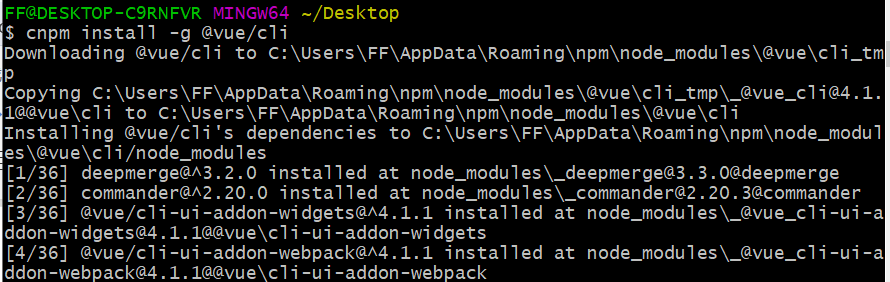 FF@DESKTOP-C9RNFVR MINGW64 ~/Desktop
$ cnpm install -g @vue/cli
Downloading @vue/cli to C:\Users\FF\AppData\Roaming\npm\node_modules\@vue\cli_tm
p
Copying C:\Users\FF\AppData\Roaming\npm\node_modules\@vue\cli_tmp\_@vue_cli@4.1.
1@@vue\cli to C:\Users\FF\AppData\Roaming\npm\node_modules\@vue\cli
Installing @vue/cli's dependencies to C:\Users\FF\AppData\Roaming\npm\node_modul
es\@vue\cli/node_modules
[1/36] deepmerge@^3.2.0 installed at node_modules\_deepmerge@3.3.0@deepmerge
[2/36] commander@^2.20.0 installed at node_modules\_commander@2.20.3@commander
[3/36] @vue/cli-ui-addon-widgets@^4.1.1 installed at node_modules\_@vue_cli-ui-a
ddon-widgets@4.1.1@@vue\cli-ui-addon-widgets
[4/36] @vue/cli-ui-addon-webpack@^4.1.1 installed at node_modules\_@vue_cli-ui-a
ddon-webpack@4.1.1@@vue\cli-ui-addon-webpack